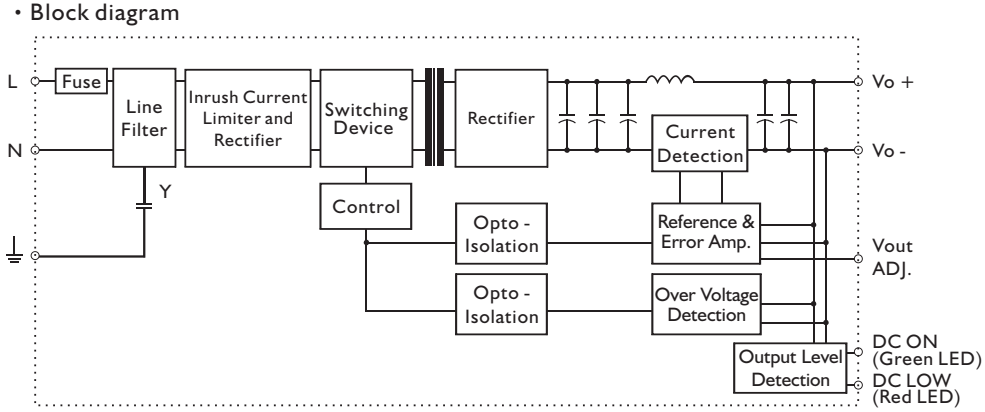 • Block diagram
L
Fuse
Line
Filter
Inrush Current
Limiter and
Rectifier
Switching
Device
Rectifier
Vo +
N
Current
Detection
Vo -
Y
Control
Opto -
Isolation
Reference &
Error Amp.
Vout
ADJ.
Opto -
Isolation
Over Voltage
Detection
Output Level
Detection
DC ON
(Green LED)
DC LOW
(Red LED)